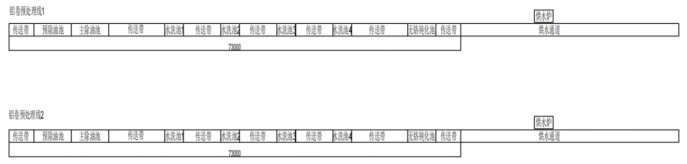 铝卷预处理线1
烘水炉
传送带 预除油池 主除油池 传送带 水洗池1 传送带 水洗池2 传送带 水洗池3 传送带 水洗池4 传送带 无铬钝化池 传送带 烘水通道
73000
铝卷预处理线2
烘水炉
传送带 预除油池 主除油池 传送带 水洗池1 传送带 水洗池2 传送带 水洗池3 传送带 水洗池4 传送带 无铬钝化池 传送带 烘水通道
73000